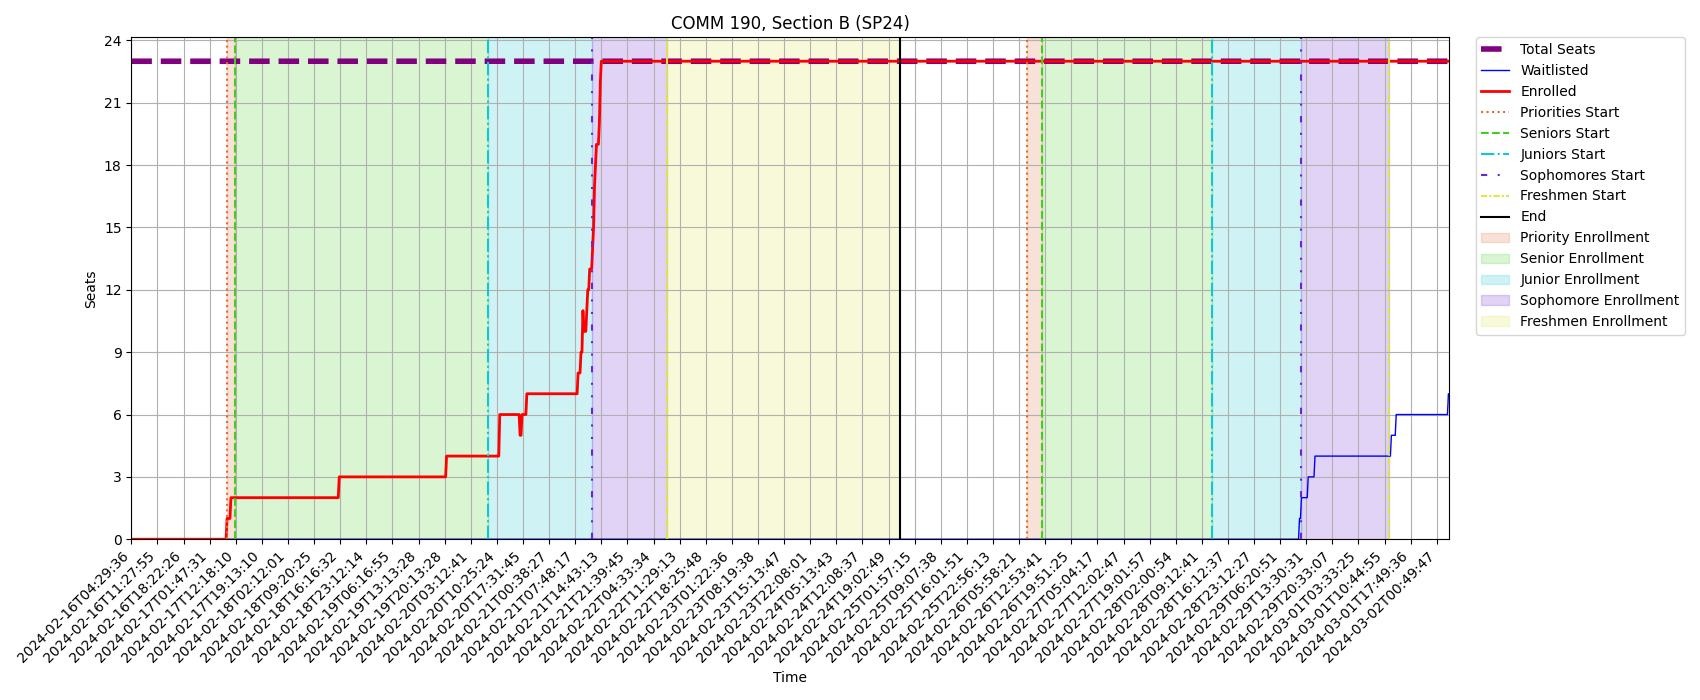 COMM 190, Section B (SP24)
Seats
24
21
18
15
12
9
6
3
0
2024-02-16T04:29:36
2024-02-16T11:27:55
2024-02-16T18:22:26
2024-02-17T01:47:31
2024-02-17T12:18:10
2024-02-17T19:13:10
2024-02-18T02:12:01
2024-02-18T09:20:25
2024-02-18T16:16:32
2024-02-18T23:12:14
2024-02-19T06:16:55
2024-02-19T13:13:28
2024-02-19T20:13:28
2024-02-20T03:12:41
2024-02-20T10:25:24
2024-02-20T17:31:45
2024-02-21T00:38:27
2024-02-21T07:48:17
2024-02-21T14:43:13
2024-02-21T21:39:45
2024-02-22T04:33:34
2024-02-22T11:29:13
2024-02-22T18:25:48
2024-02-23T01:22:36
2024-02-23T08:19:38
2024-02-23T15:13:47
2024-02-23T22:08:01
2024-02-24T05:13:43
2024-02-24T12:08:37
2024-02-24T19:02:49
2024-02-25T01:57:15
2024-02-25T09:07:38
2024-02-25T16:01:51
2024-02-25T22:56:13
2024-02-26T05:58:21
2024-02-26T12:53:41
2024-02-26T19:51:25
2024-02-27T05:04:17
2024-02-27T12:02:47
2024-02-27T19:01:57
2024-02-28T02:00:54
2024-02-28T09:12:41
2024-02-28T16:12:37
2024-02-28T23:12:27
2024-02-29T06:20:51
2024-02-29T13:30:31
2024-02-29T20:33:07
2024-03-01T03:33:25
2024-03-01T10:44:55
2024-03-01T17:49:36
2024-03-02T00:49:47
Time
Total Seats
Waitlisted
Enrolled
Priorities Start
Seniors Start
Juniors Start
Sophomores Start
Freshmen Start
End
Priority Enrollment
Senior Enrollment
Junior Enrollment
Sophomore Enrollment
Freshmen Enrollment